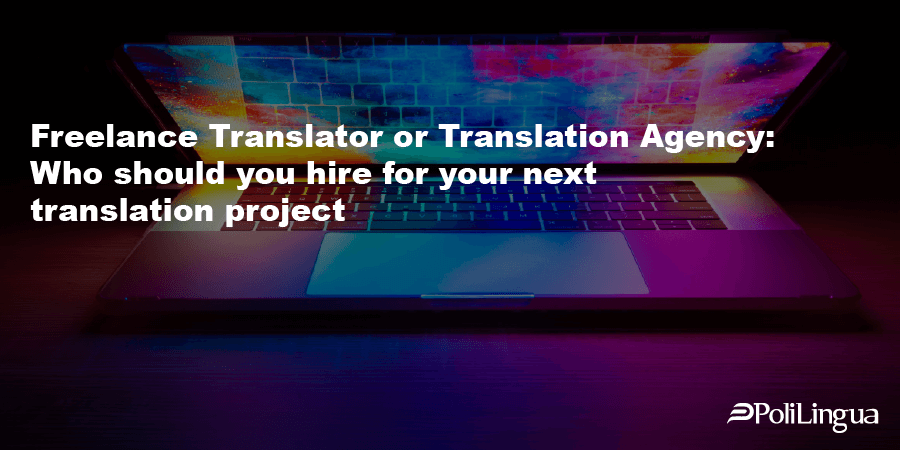 Freelance Translator or Translation Agency:
Who should you hire for your next
translation project
PoliLingua